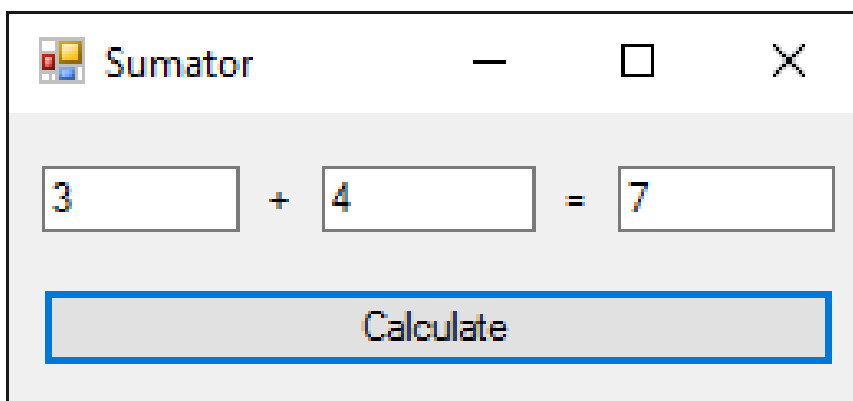 Sumator
3 + 4 = 7
Calculate